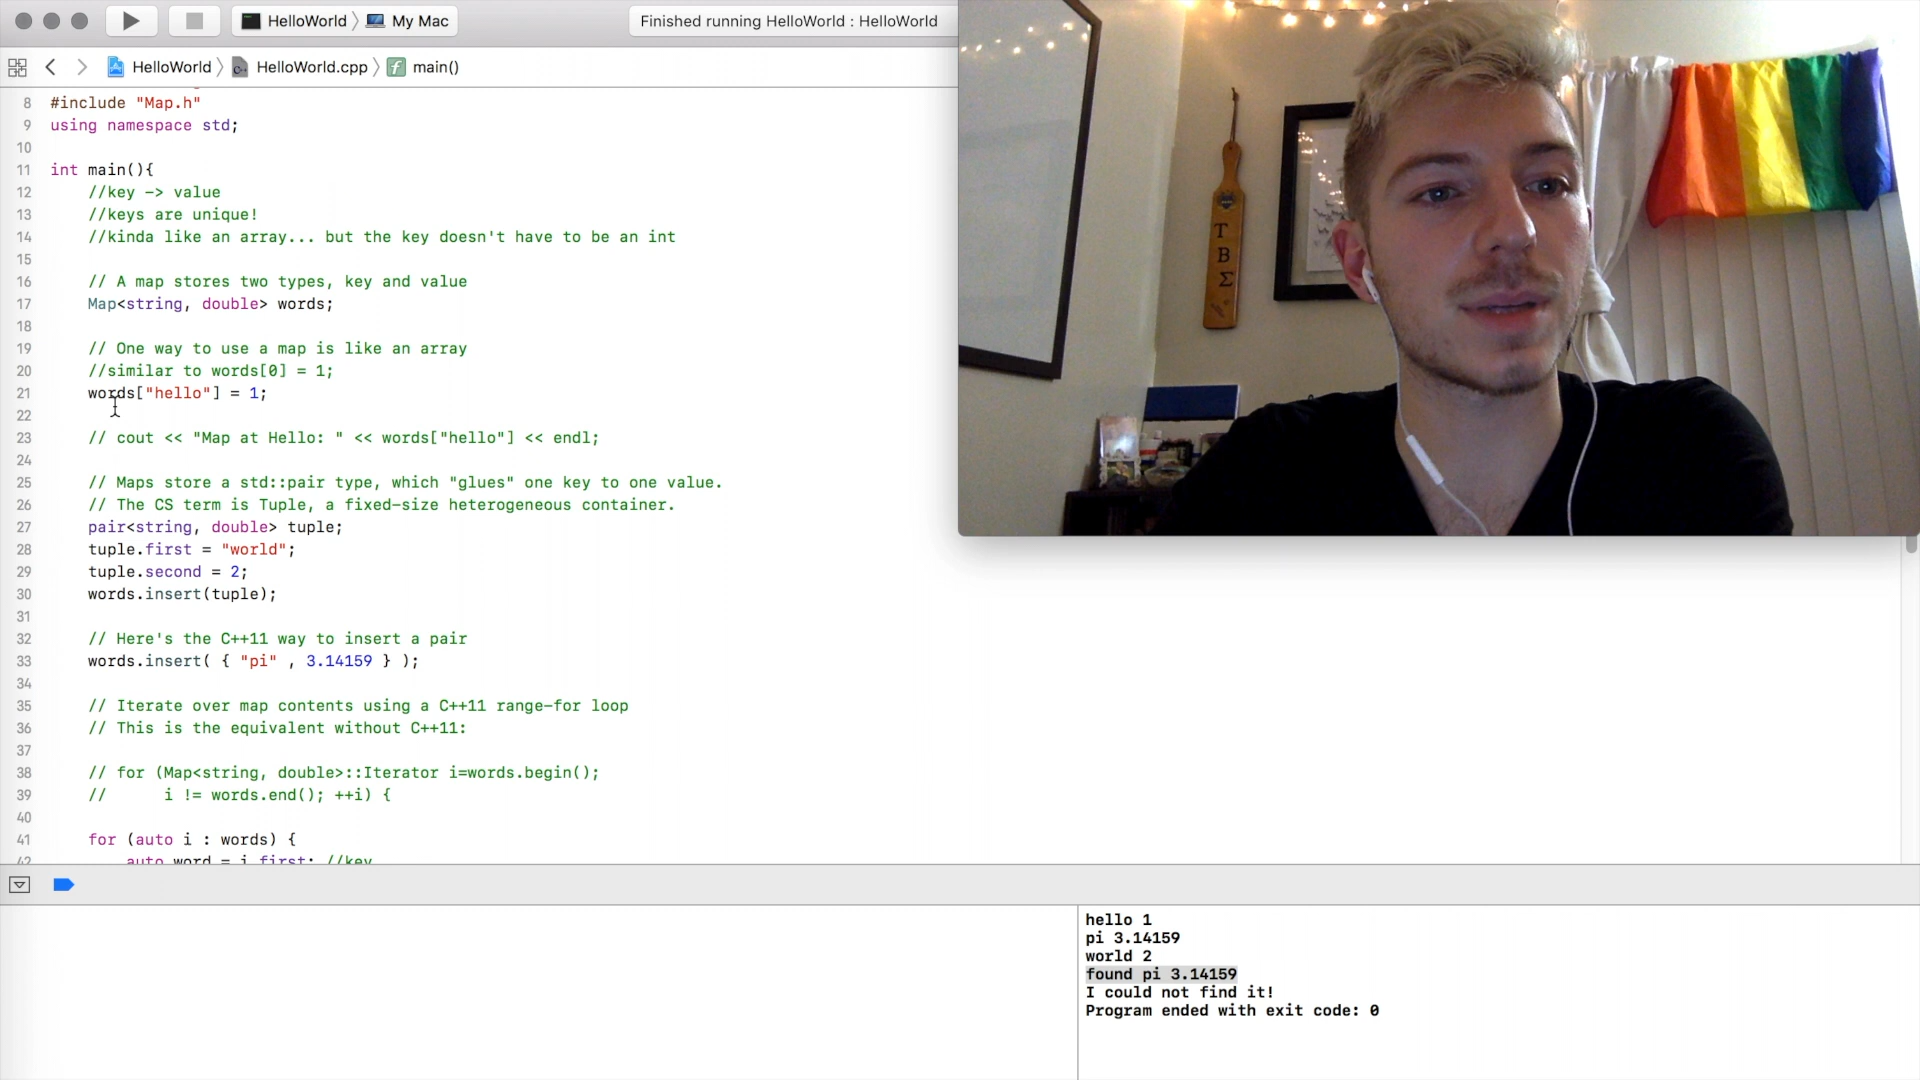 HelloWorld 〉 My Mac
Finished running HelloWorld : HelloWorld
HelloWorld 〉 HelloWorld.cpp 〉 f main()
8 #include "Map.h"
9 using namespace std;
10
11 int main(){
12 //key -> value
13 //keys are unique!
14 //kinda like an array... but the key doesn't have to be an int
15
16 // A map stores two types, key and value
17 Map<string, double> words;
18
19 // One way to use a map is like an array
20 //similar to words[0] = 1;
21 words["hello"] = 1;
22
23 // cout << "Map at Hello: " << words["hello"] << endl;
24
25 // Maps store a std::pair type, which "glues" one key to one value.
26 // The CS term is Tuple, a fixed-size heterogeneous container.
27 pair<string, double> tuple;
28 tuple.first = "world";
29 tuple.second = 2;
30 words.insert(tuple);
31
32 // Here's the C++11 way to insert a pair
33 words.insert( { "pi" , 3.14159 } );
34
35 // Iterate over map contents using a C++11 range-for loop
36 // This is the equivalent without C++11:
37
38 // for (Map<string, double>::Iterator i=words.begin();
39 // i != words.end(); ++i) {
40
41 for (auto i : words) {
42 auto word = i.first; //key
Τ
Β
Σ
hello 1
pi 3.14159
world 2
found pi 3.14159
I could not find it!
Program ended with exit code: 0